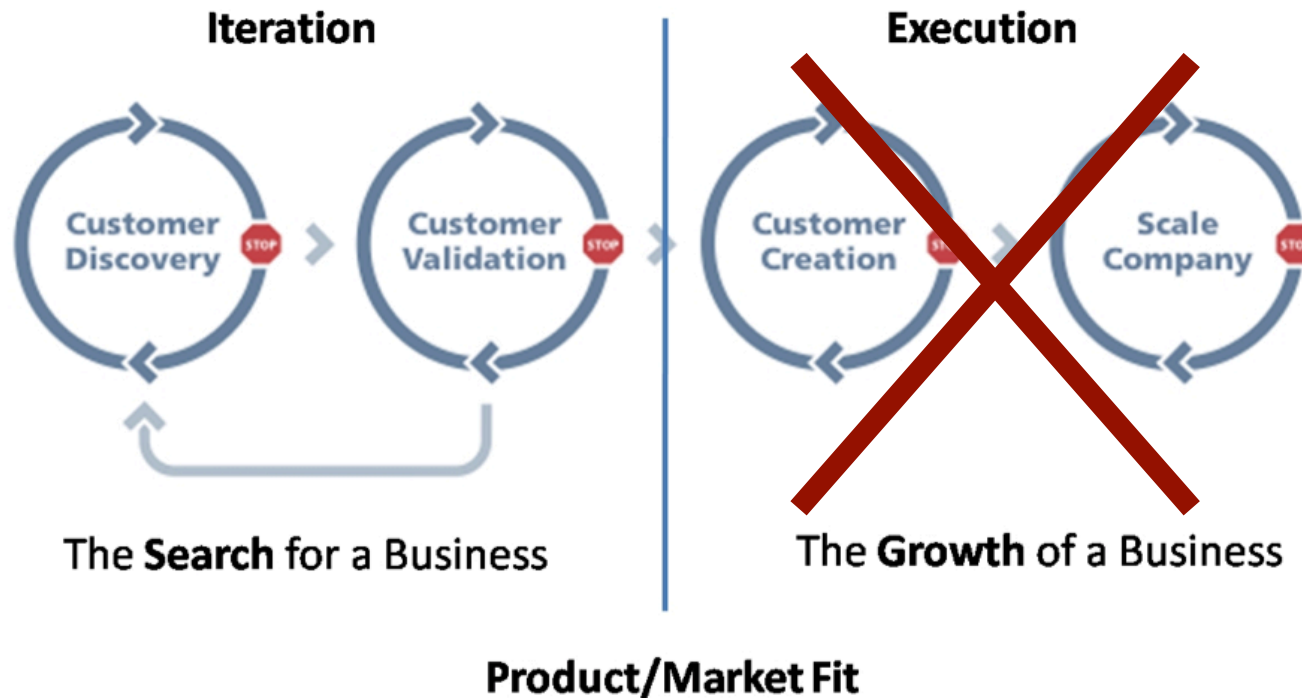 Iteration
Execution
Customer
Discovery
STOP
Customer
Validation
STOP
Customer
Creation
Scale
Company
The Search for a Business
The Growth of a Business
Product/Market Fit